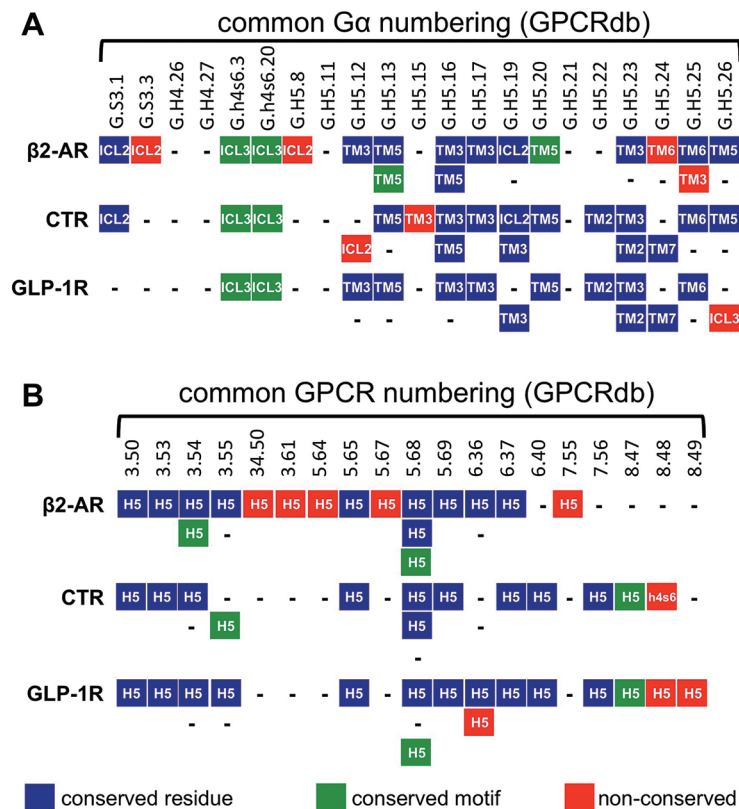 A
common Gα numbering (GPCRdb)
G.S3.1 G.S3.3 G.H4.26 G.H4.27 G.h4s6.3 G.h4s6.20 G.H5.8 G.H5.11 G.H5.12 G.H5.13 G.H5.15 G.H5.16 G.H5.17 G.H5.19 G.H5.20 G.H5.21 G.H5.22 G.H5.23 G.H5.24 G.H5.25 G.H5.26
β2-AR ICL2 ICL2 - - ICL3 ICL3 ICL2 - TM3 TM5 - TM3 TM3 ICL2 TM5 - - TM3 TM6 TM6 TM5
TM5 TM5 - - - TM3 -
CTR ICL2 - - - ICL3 ICL3 - - - TM5 TM3 TM3 TM3 ICL2 TM5 - TM2 TM3 - TM6 TM5
ICL2 - TM5 TM3 TM2 TM7 - -
GLP-1R - - - - ICL3 ICL3 - - TM3 TM5 - TM3 TM3 - TM5 - TM2 TM3 - TM6 -
- - - TM3 TM2 TM7 - ICL3
B
common GPCR numbering (GPCRdb)
3.50 3.53 3.54 3.55 34.50 3.61 5.64 5.65 5.67 5.68 5.69 6.36 6.37 6.40 7.55 7.56 8.47 8.48 8.49
β2-AR H5 H5 H5 H5 H5 H5 H5 H5 H5 H5 H5 H5 H5 - H5 - - - -
H5 - H5 -
H5
CTR H5 H5 H5 - - - - H5 - H5 H5 - H5 H5 - H5 H5 h4s6 -
- H5 H5 -
-
GLP-1R H5 H5 H5 H5 - - - H5 - H5 H5 H5 H5 H5 - H5 H5 H5 H5
- - - H5
H5
conserved residue conserved motif non-conserved